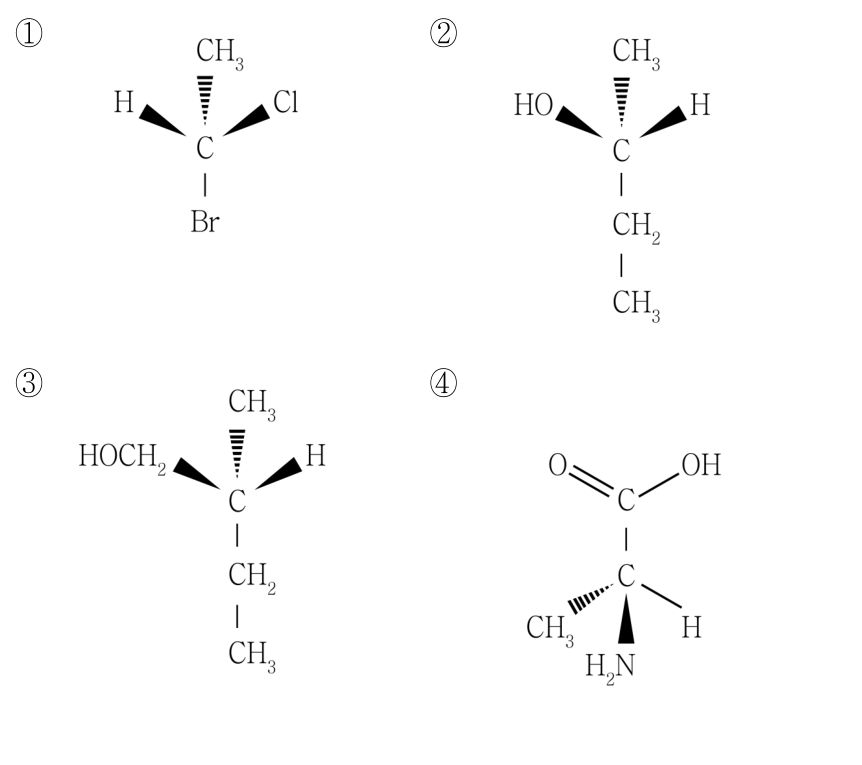 ① ②
CH₃ CH₃
H Cl HO H
C C
Br CH₂
CH₃
③ ④
CH₃
HOCH₂ H O OH
C C
CH₂ C
CH₃ H
CH₃ H₂N